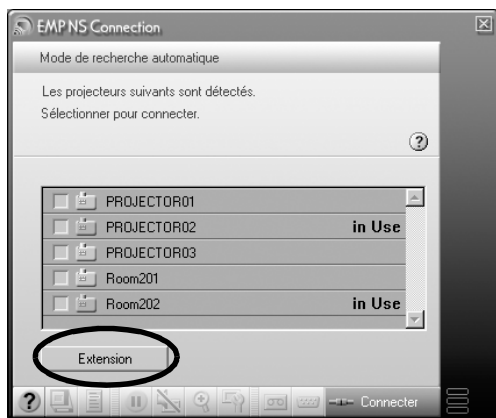 EMP NS Connection
Mode de recherche automatique
Les projecteurs suivants sont détectés.
Sélectionner pour connecter.
?
PROJECTOR01
PROJECTOR02 in Use
PROJECTOR03
Room201
Room202 in Use
Extension
? Connecter